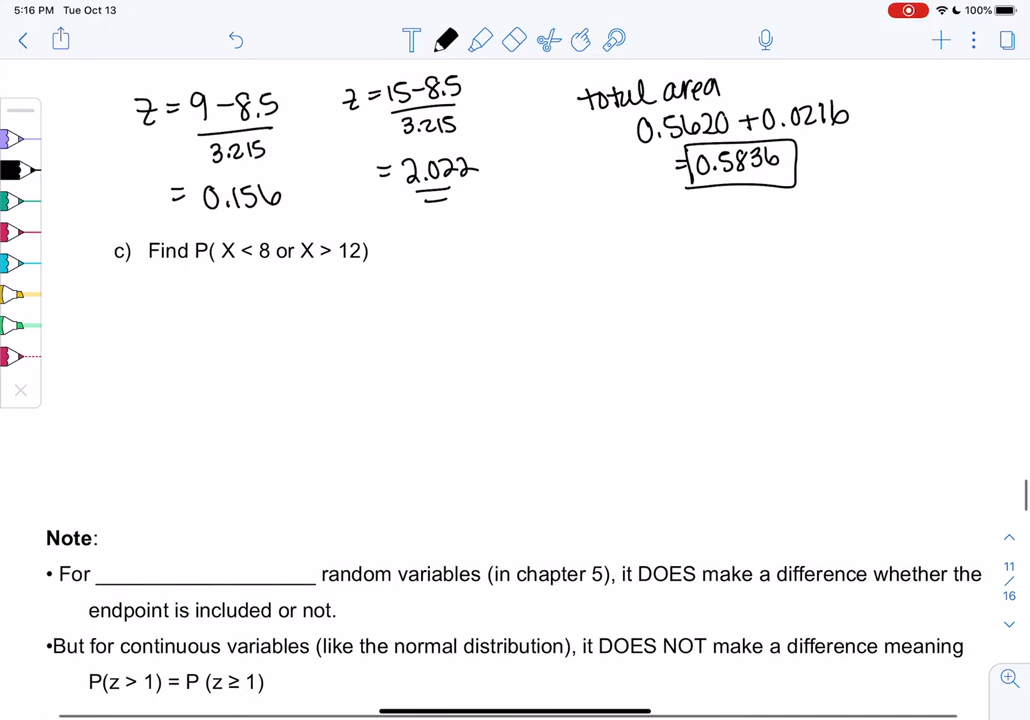 5:16 PM Tue Oct 13
100%
z = 9 - 8.5
3.215
= 0.156
z = 15 - 8.5
3.215
= 2.022
total area
0.5620 + 0.0216
= 0.5836
c) Find P( X < 8 or X > 12)
Note:
• For ____________________ random variables (in chapter 5), it DOES make a difference whether the
endpoint is included or not.
•But for continuous variables (like the normal distribution), it DOES NOT make a difference meaning
P(z > 1) = P (z ≥ 1)
11
/
16